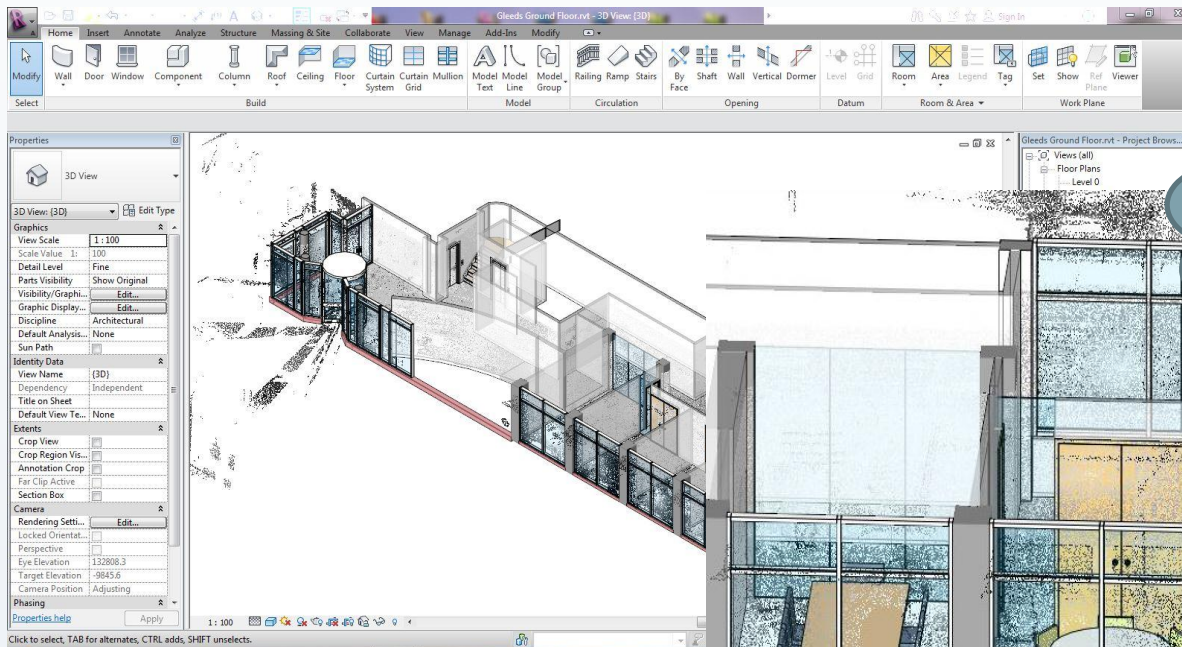 Gleeds Ground Floor.rvt - 3D View: {3D}
Sign In
Home Insert Annotate Analyze Structure Massing & Site Collaborate View Manage Add-Ins Modify
Modify Wall Door Window Component Column Roof Ceiling Floor Curtain System Curtain Grid Mullion Model Text Model Line Model Group Railing Ramp Stairs By Face Shaft Wall Vertical Dormer Level Grid Room Area Legend Tag Set Show Ref Plane Viewer
Select Build Model Circulation Opening Datum Room & Area Work Plane
Properties
3D View
3D View: {3D} Edit Type
Graphics
View Scale 1 : 100
Scale Value 1: 100
Detail Level Fine
Parts Visibility Show Original
Visibility/Graphi... Edit...
Graphic Display... Edit...
Discipline Architectural
Default Analysis... None
Sun Path
Identity Data
View Name {3D}
Dependency Independent
Title on Sheet
Default View Te... None
Extents
Crop View
Crop Region Vis...
Annotation Crop
Far Clip Active
Section Box
Camera
Rendering Setti... Edit...
Locked Orientat...
Perspective
Eye Elevation 132808.3
Target Elevation -9845.6
Camera Position Adjusting
Phasing
Properties help Apply
Gleeds Ground Floor.rvt - Project Brows...
Views (all)
Floor Plans
Level 0
1 : 100
Click to select, TAB for alternates, CTRL adds, SHIFT unselects.